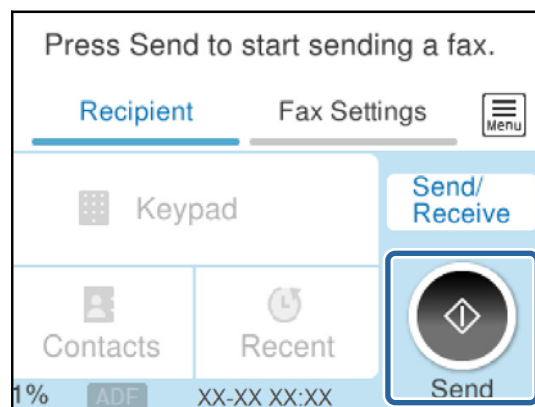 Press Send to start sending a fax.
Recipient
Fax Settings
Menu
Keypad
Send/
Receive
Contacts
Recent
Send
1%
ADF
XX-XX XX:XX